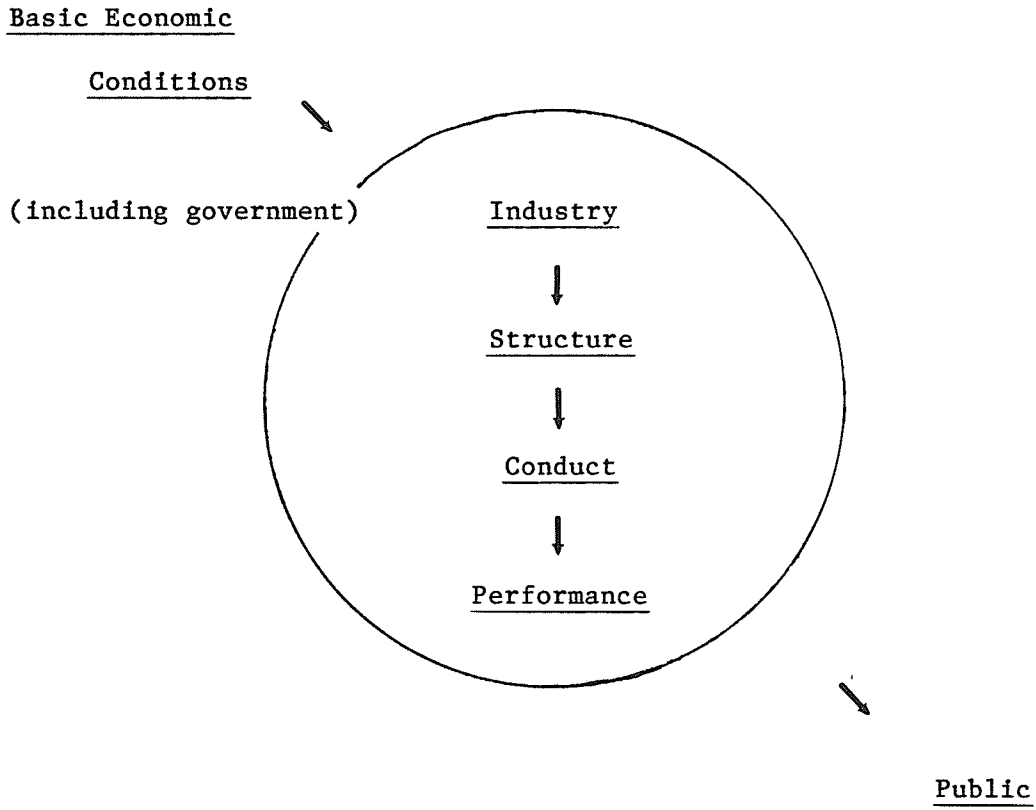 Basic Economic
Conditions
(including government)
Industry
Structure
Conduct
Performance
Public